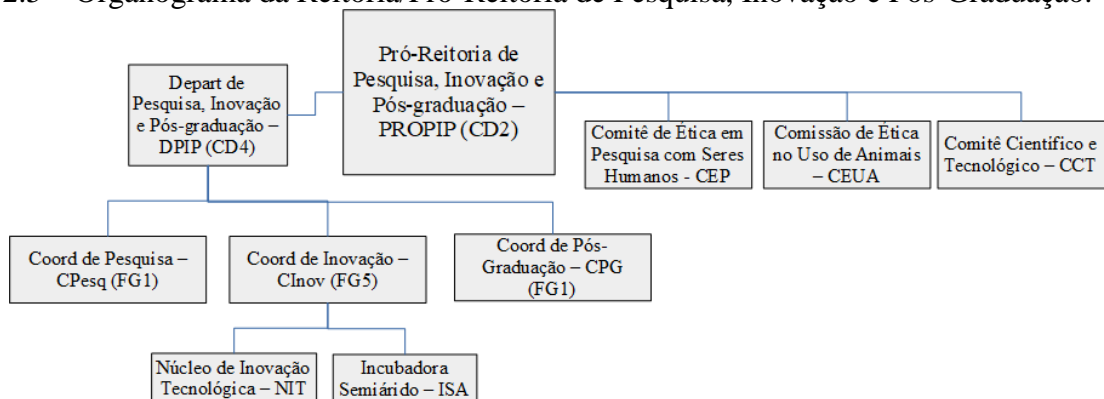 2.3 – Organograma da Reitoria/Pró-Reitoria de Pesquisa, Inovação e Pós-Graduação.
Pró-Reitoria de
Pesquisa, Inovação e
Pós-graduação –
PROPIP (CD2)
Depart de
Pesquisa, Inovação
e Pós-graduação –
DPIP (CD4)
Comitê de Ética em
Pesquisa com Seres
Humanos - CEP
Comissão de Ética
no Uso de Animais
– CEUA
Comitê Científico e
Tecnológico – CCT
Coord de Pesquisa –
CPesq (FG1)
Coord de Inovação –
CInov (FG5)
Coord de Pós-
Graduação – CPG
(FG1)
Núcleo de Inovação
Tecnológica – NIT
Incubadora
Semiárido – ISA